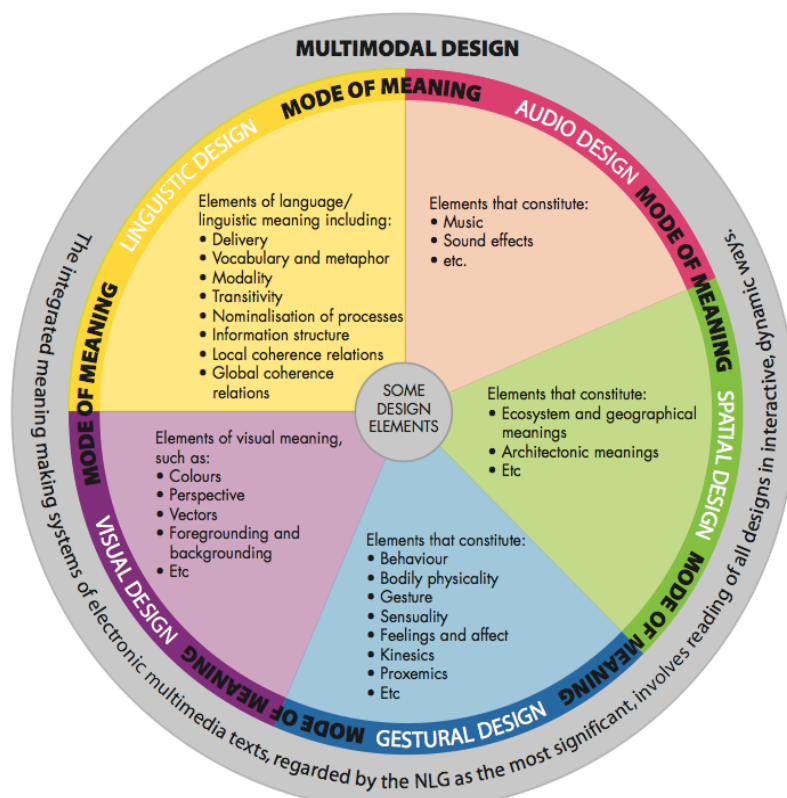 MULTIMODAL DESIGN
MODE OF MEANING
LINGUISTIC DESIGN
Elements of language/
linguistic meaning including:
• Delivery
• Vocabulary and metaphor
• Modality
• Transitivity
• Nominalisation of processes
• Information structure
• Local coherence relations
• Global coherence
relations
AUDIO DESIGN
Elements that constitute:
• Music
• Sound effects
• etc.
MODE OF MEANING
SPATIAL DESIGN
Elements that constitute:
• Ecosystem and geographical
meanings
• Architectonic meanings
• Etc
MODE OF MEANING
GESTURAL DESIGN
Elements that constitute:
• Behaviour
• Bodily physicality
• Gesture
• Sensuality
• Feelings and affect
• Kinesics
• Proxemics
• Etc
MODE OF MEANING
VISUAL DESIGN
Elements of visual meaning,
such as:
• Colours
• Perspective
• Vectors
• Foregrounding and
backgrounding
• Etc
MODE OF MEANING
SOME
DESIGN
ELEMENTS
The integrated meaning making systems of electronic multimedia texts, regarded by the NLG as the most significant, involves reading of all designs in interactive, dynamic ways.